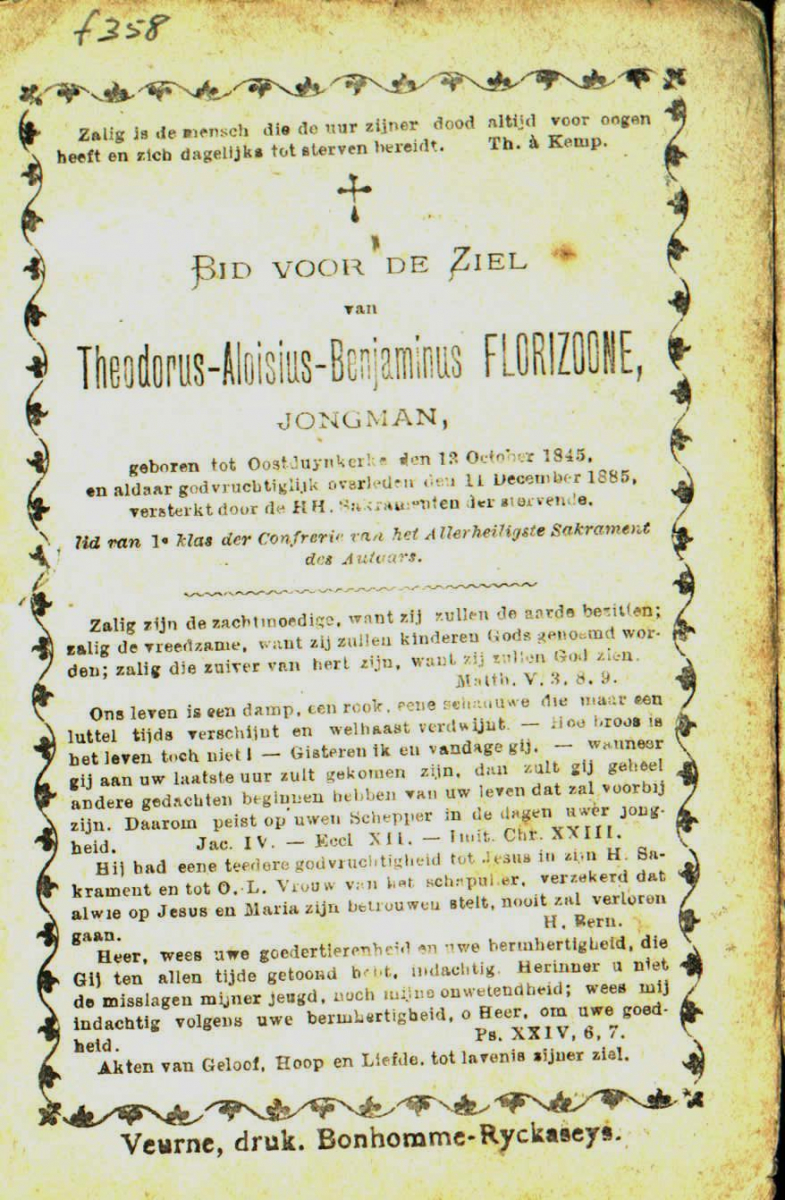 f358
Zalig is de mensch die de uur zijner dood altijd voor oogen
heeft en zich dagelijks tot sterven bereidt. Th. à Kemp.
BID VOOR DE ZIEL
van
Theodorus-Aloisius-Benjaminus FLORIZOONE,
JONGMAN,
geboren tot Oostduynkerke den 12 October 1845,
en aldaar godvruchtiglijk overleden den 11 December 1885,
versterkt door de HH. Sakramenten der stervende.
lid van 1e klas der Confrerie van het Allerheiligste Sakrament
des Autaars.
Zalig zijn de zachtmoedige, want zij zullen de aarde bezitten;
zalig de vreedzame, want zij zullen kinderen Gods genoemd wor-
den; zalig die zuiver van hert zijn, want zij zullen God zien.
Matth. V. 3. 8. 9.
Ons leven is een damp, een rook, eene schaauwe die maar een
luttel tijds verschijnt en welhaast verdwijnt. — Hoe broos is
het leven toch niet! — Gisteren ik en vandage gij. — wanneer
gij aan uw laatste uur zult gekomen zijn, dan zult gij geheel
andere gedachten beginnen hebben van uw leven dat zal voorbij
zijn. Daarom peist op uwen Schepper in de dagen uwer jong-
heid. Jac. IV. — Eccl XII. — Imit. Chr. XXIII.
Hij had eene teedere godvruchtigheid tot Jesus in zijn H. Sa-
krament en tot O. L. Vrouw van het schapulier, verzekerd dat
alwie op Jesus en Maria zijn betrouwen stelt, nooit zal verloren
gaan. H. Bern.
Heer, wees uwe goedertierenheid en uwe bermhertigheid, die
Gij ten allen tijde getoond hebt, indachtig. Herinner u niet
de misslagen mijner jeugd, noch mijne onwetendheid; wees mij
indachtig volgens uwe bermhertigheid, o Heer, om uwe goed-
heid. Ps. XXIV, 6, 7.
Akten van Geloof, Hoop en Liefde, tot lavenis zijner ziel.
Veurne, druk. Bonhomme-Ryckaseys.